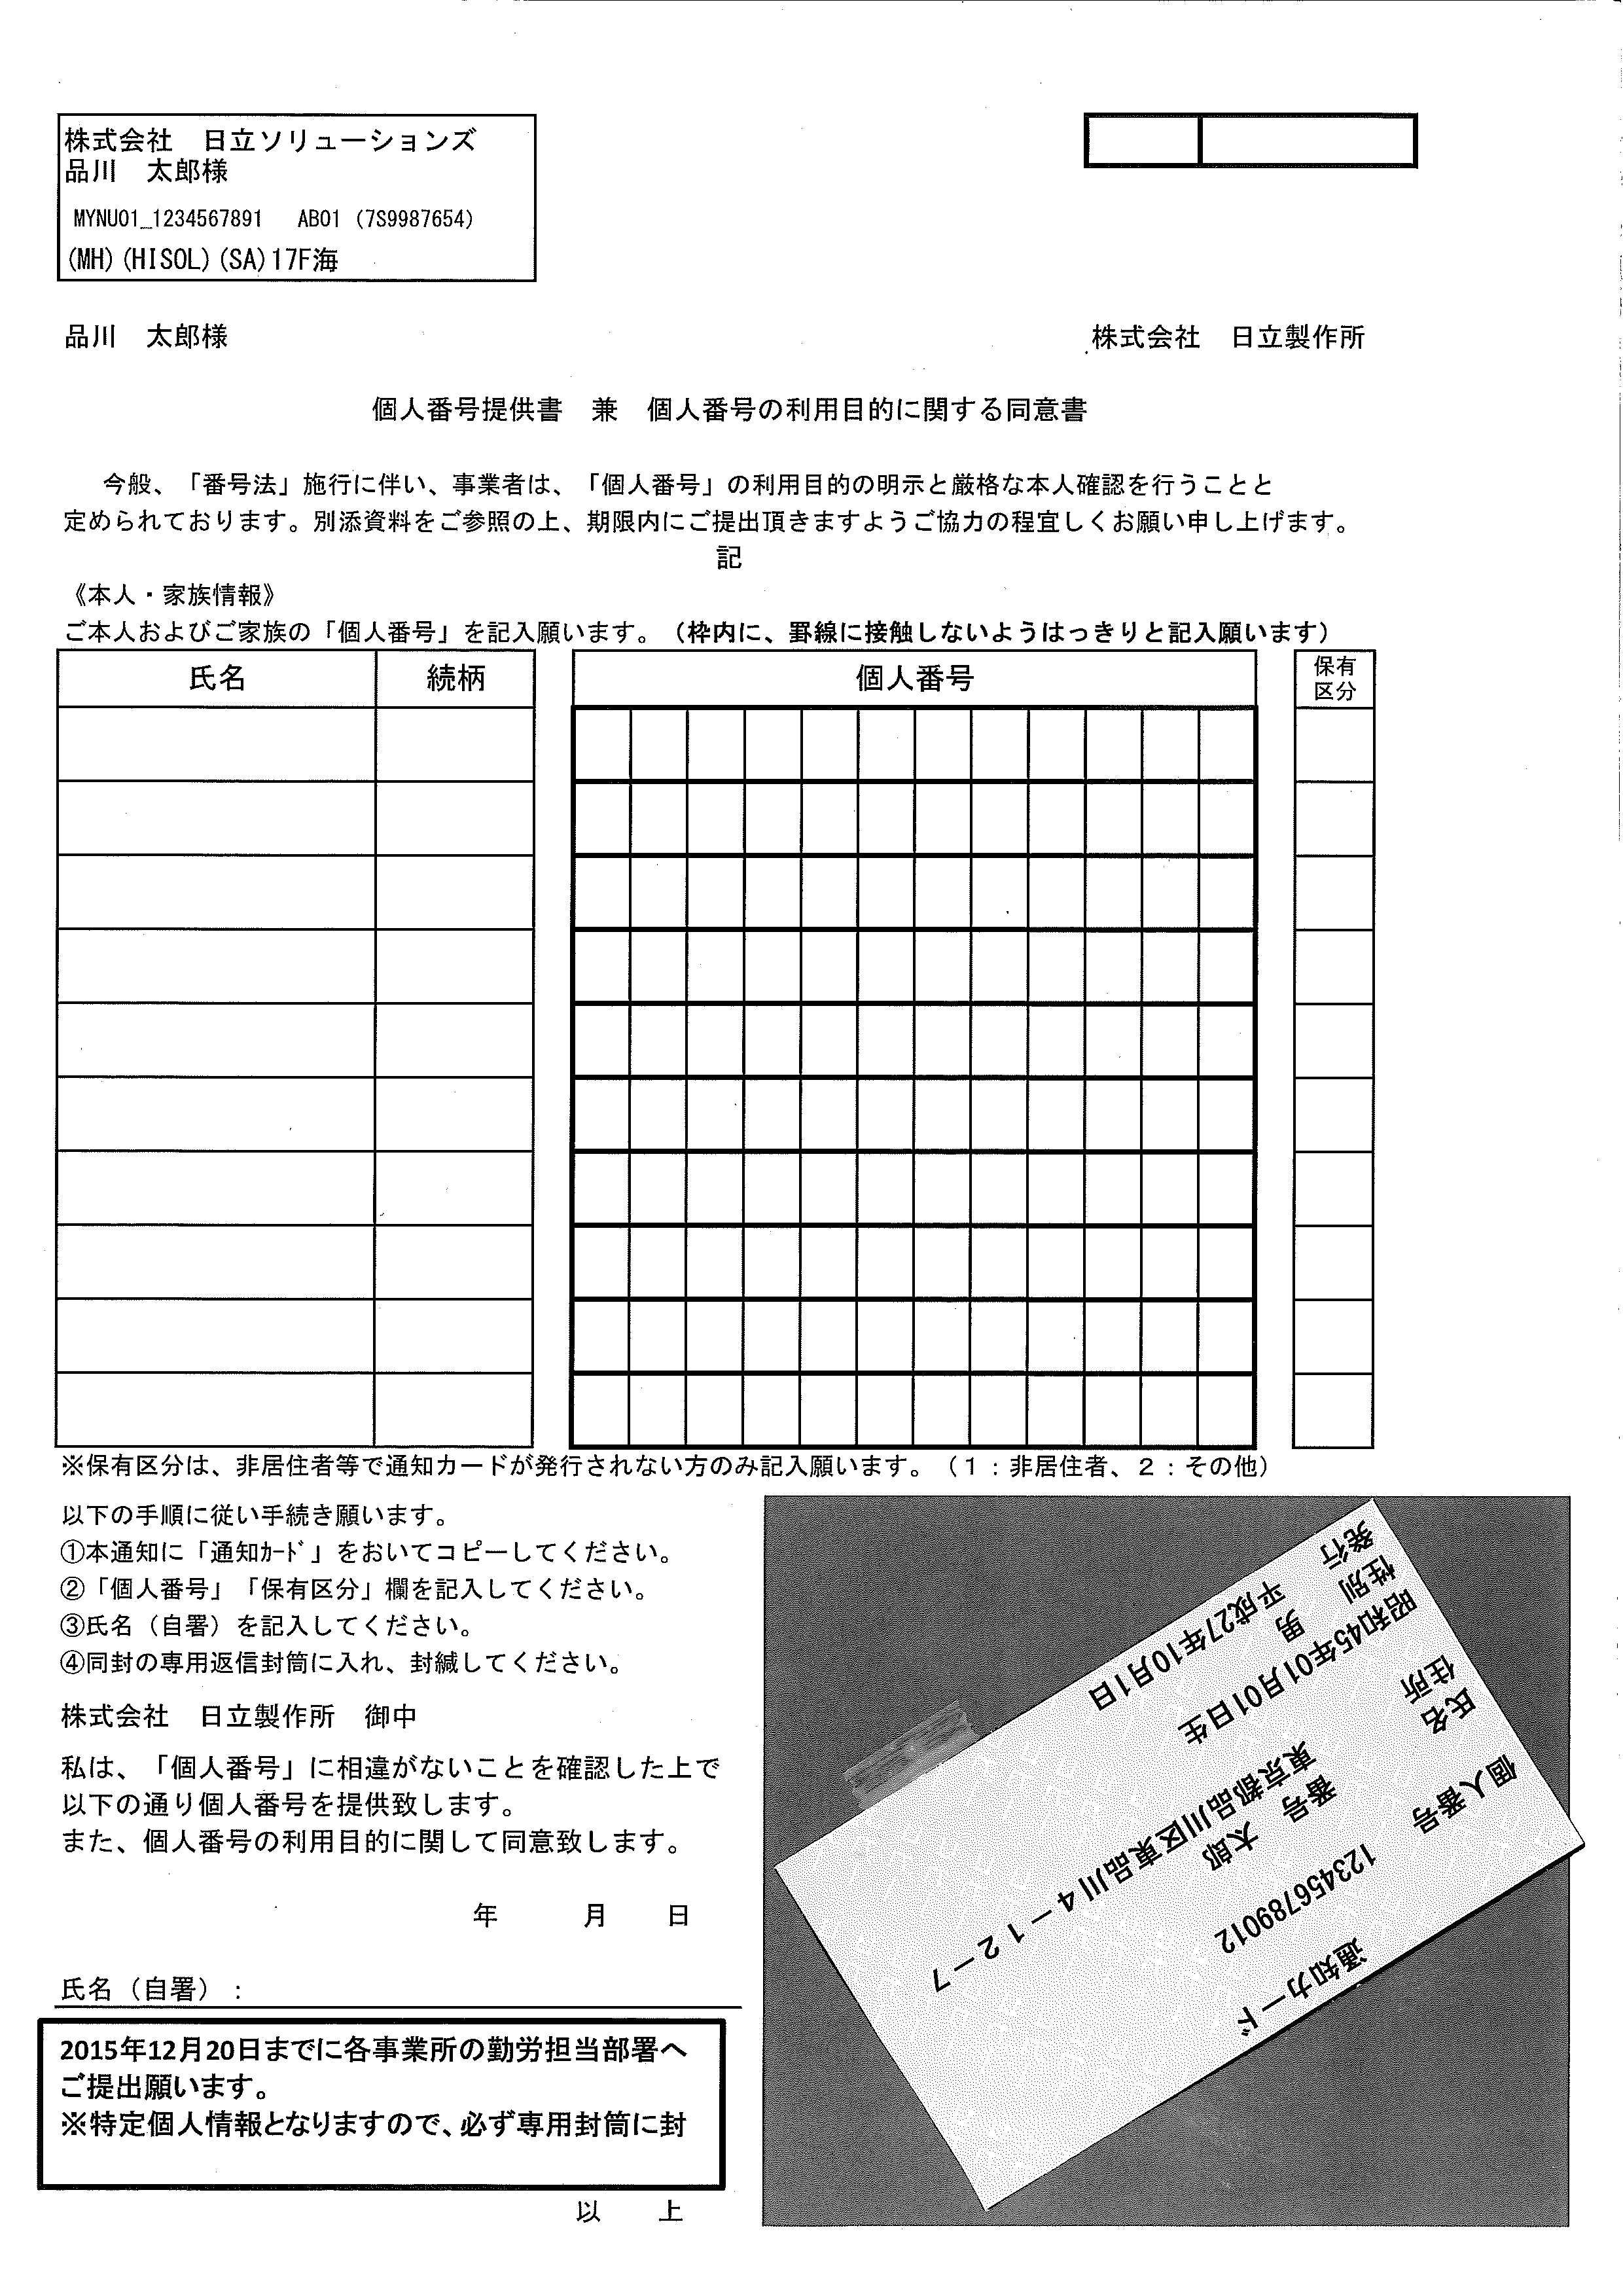 株式会社　日立ソリューションズ
品川　太郎様
MYNU01_1234567891　AB01 (7S9987654)
(MH)(HISOL)(SA)17F海
品川　太郎様
株式会社　日立製作所
個人番号提供書　兼　個人番号の利用目的に関する同意書
今般、「番号法」施行に伴い、事業者は、「個人番号」の利用目的の明示と厳格な本人確認を行うことと
定められております。別添資料をご参照の上、期限内にご提出頂きますようご協力の程宜しくお願い申し上げます。
記
《本人・家族情報》
ご本人およびご家族の「個人番号」を記入願います。（枠内に、罫線に接触しないようはっきりと記入願います）
氏名　続柄　個人番号　保有
区分
※保有区分は、非居住者等で通知カードが発行されない方のみ記入願います。（１：非居住者、２：その他）
以下の手順に従い手続き願います。
①本通知に「通知ｶｰﾄﾞ」をおいてコピーしてください。
②「個人番号」「保有区分」欄を記入してください。
③氏名（自署）を記入してください。
④同封の専用返信封筒に入れ、封緘してください。
株式会社　日立製作所　御中
私は、「個人番号」に相違がないことを確認した上で
以下の通り個人番号を提供致します。
また、個人番号の利用目的に関して同意致します。
年　月　日
氏名（自署）：
2015年12月20日までに各事業所の勤労担当部署へ
ご提出願います。
※特定個人情報となりますので、必ず専用封筒に封
以　上
通知カード
個人番号　123456789012
氏名　番号　太郎
住所　東京都品川区東品川４－１２－７
昭和45年01月01日生
性別　男
発行　平成27年10月1日